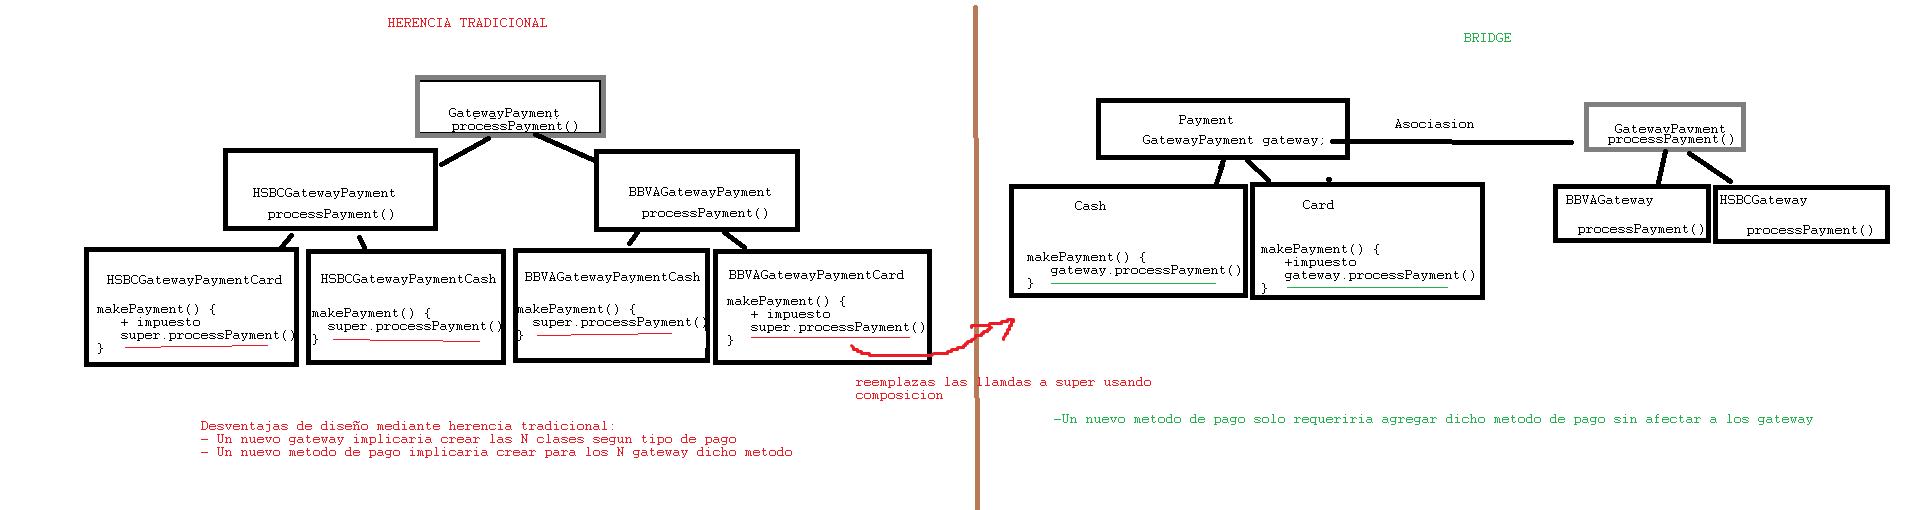 HERENCIA TRADICIONAL
GatewayPayment
processPayment()
HSBCGatewayPayment
processPayment()
BBVAGatewayPayment
processPayment()
HSBCGatewayPaymentCard
makePayment() {
+ impuesto
super.processPayment()
}
HSBCGatewayPaymentCash
makePayment() {
super.processPayment()
}
BBVAGatewayPaymentCash
makePayment() {
super.processPayment()
}
BBVAGatewayPaymentCard
makePayment() {
+ impuesto
super.processPayment()
}
reemplazas las llamdas a super usando
composicion
Desventajas de diseño mediante herencia tradicional:
- Un nuevo gateway implicaria crear las N clases segun tipo de pago
- Un nuevo metodo de pago implicaria crear para los N gateway dicho metodo
BRIDGE
Payment
GatewayPayment gateway;
Asociasion
GatewayPayment
processPayment()
Cash
makePayment() {
gateway.processPayment()
}
Card
makePayment() {
+impuesto
gateway.processPayment()
}
BBVAGateway
processPayment()
HSBCGateway
processPayment()
-Un nuevo metodo de pago solo requeriria agregar dicho metodo de pago sin afectar a los gateway